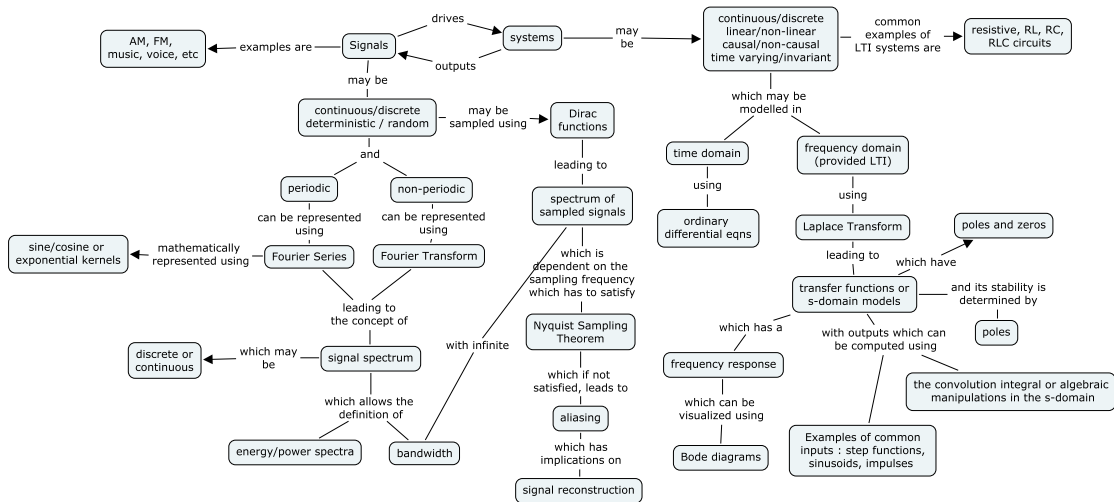 AM, FM,
music, voice, etc
examples are
Signals
drives
outputs
systems
may
be
continuous/discrete
linear/non-linear
causal/non-causal
time varying/invariant
common
examples of
LTI systems are
resistive, RL, RC,
RLC circuits
may be
continuous/discrete
deterministic / random
may be
sampled using
Dirac
functions
and
periodic
non-periodic
can be represented
using
can be represented
using
sine/cosine or
exponential kernels
mathematically
represented using
Fourier Series
Fourier Transform
leading to
the concept of
signal spectrum
which may
be
discrete or
continuous
which allows the
definition of
energy/power spectra
bandwidth
leading to
spectrum of
sampled signals
with infinite
which is
dependent on the
sampling frequency
which has to satisfy
Nyquist Sampling
Theorem
which if not
satisfied, leads to
aliasing
which has
implications on
signal reconstruction
which may be
modelled in
time domain
using
ordinary
differential eqns
frequency domain
(provided LTI)
using
Laplace Transform
leading to
transfer functions or
s-domain models
which have
poles and zeros
and its stability is
determined by
poles
which has a
frequency response
which can be
visualized using
Bode diagrams
with outputs which can
be computed using
the convolution integral or algebraic
manipulations in the s-domain
Examples of common
inputs : step functions,
sinusoids, impulses